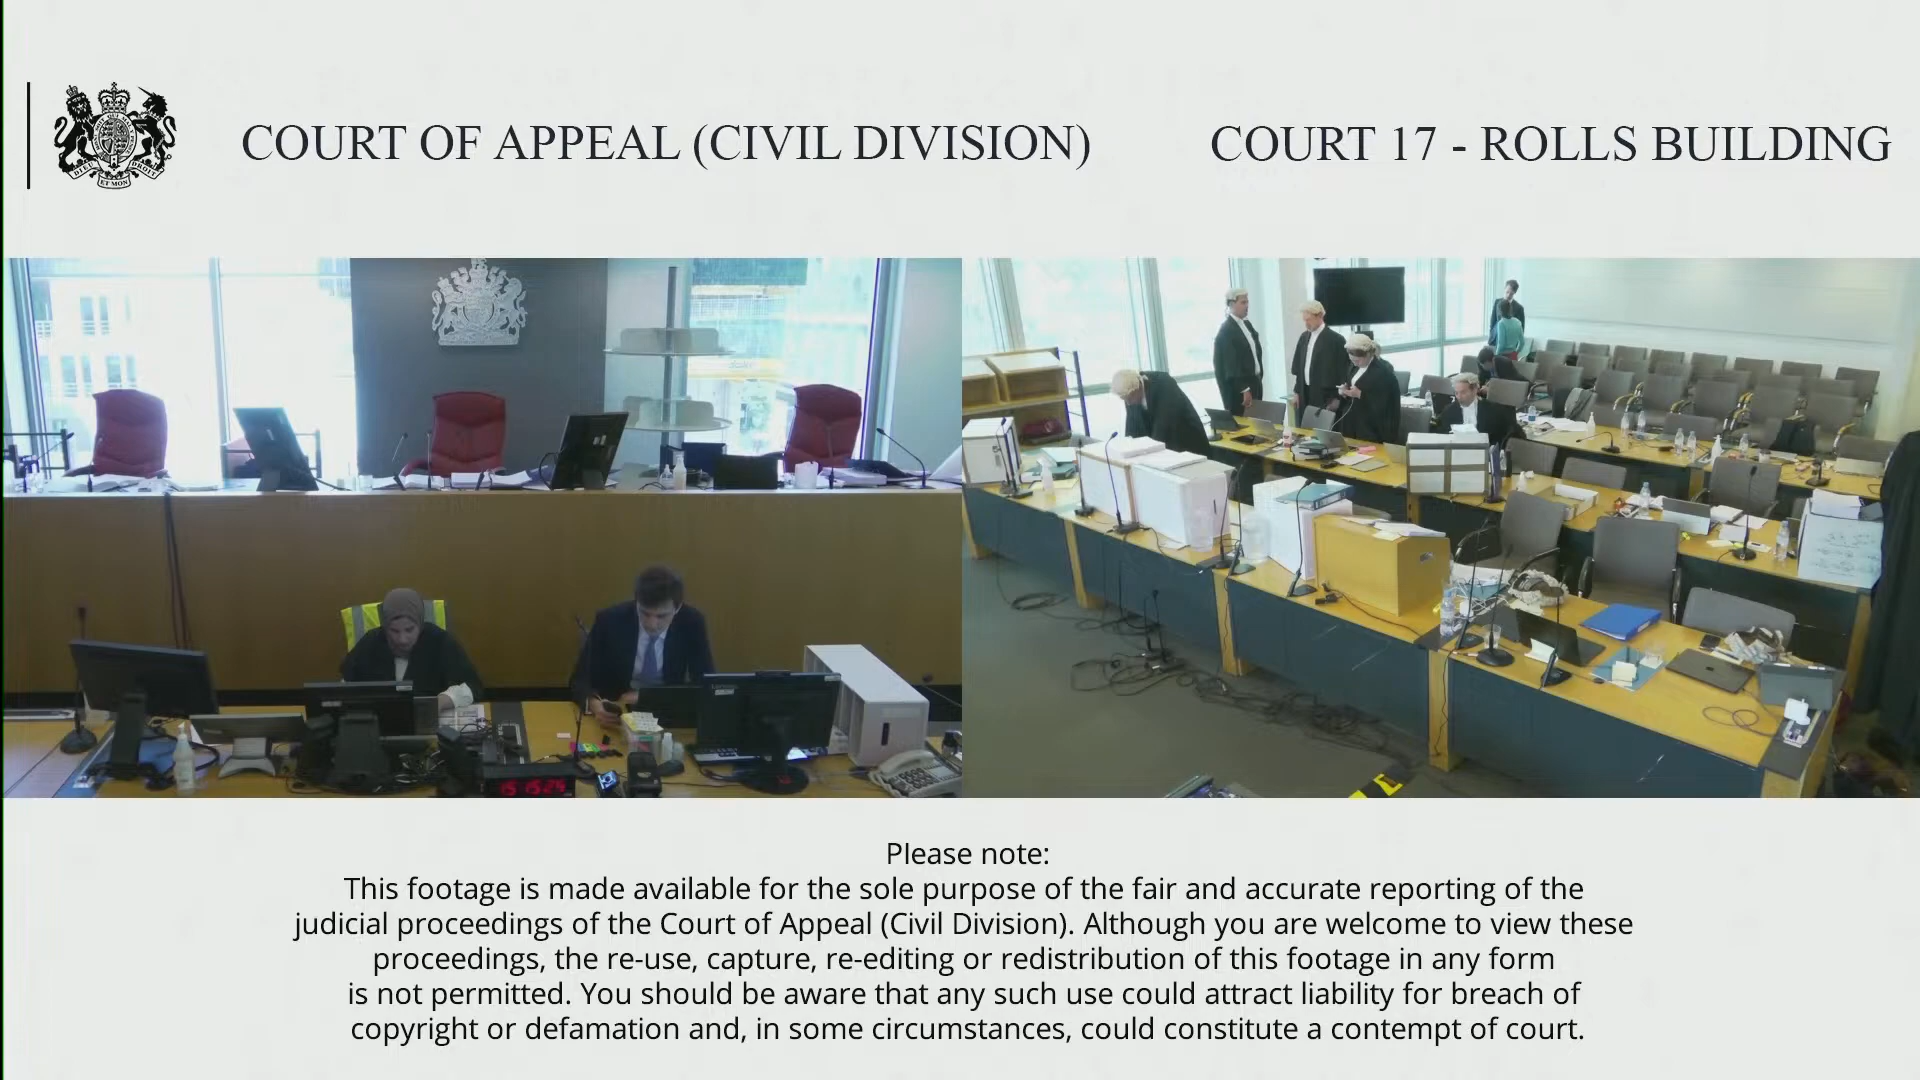 COURT OF APPEAL (CIVIL DIVISION)
COURT 17 - ROLLS BUILDING
Please note:
This footage is made available for the sole purpose of the fair and accurate reporting of the
judicial proceedings of the Court of Appeal (Civil Division). Although you are welcome to view these
proceedings, the re-use, capture, re-editing or redistribution of this footage in any form
is not permitted. You should be aware that any such use could attract liability for breach of
copyright or defamation and, in some circumstances, could constitute a contempt of court.